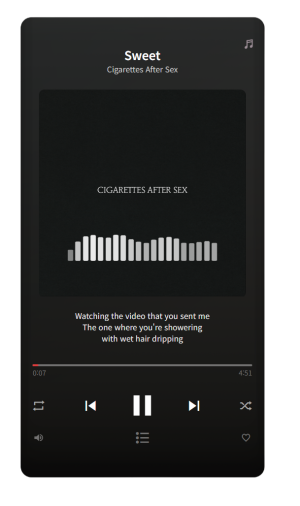 Sweet
Cigarettes After Sex
CIGARETTES AFTER SEX
Watching the video that you sent me
The one where you're showering
with wet hair dripping
0:07 4:51